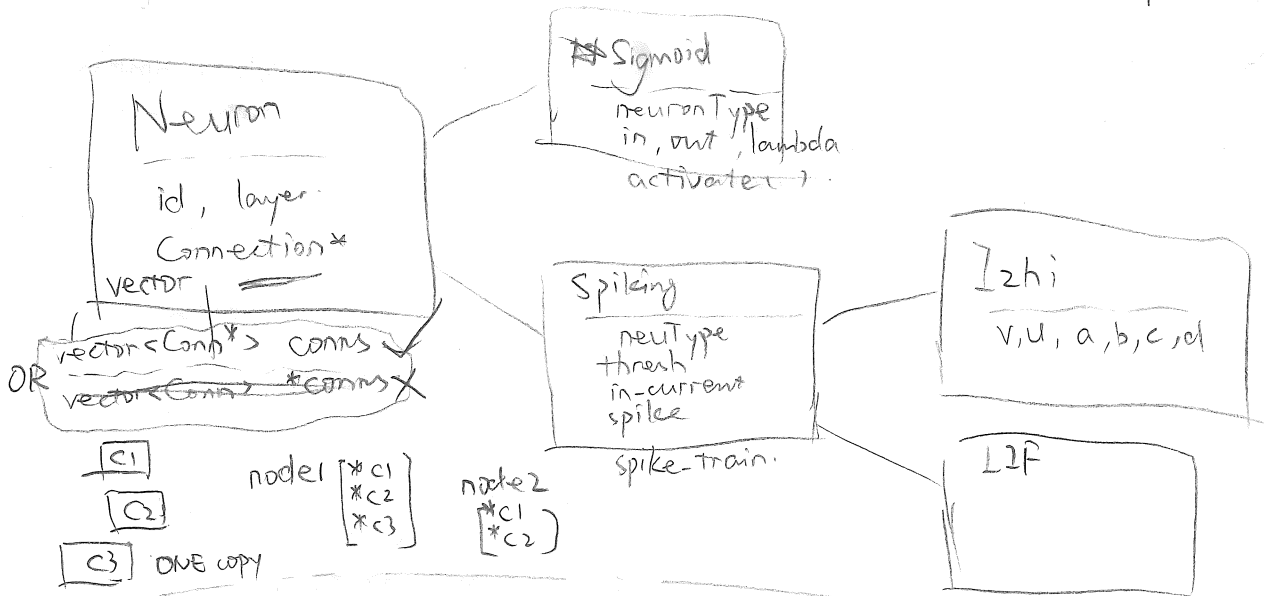 Neuron
id, layer
Connection*
vector
OR
vector<Conn*> conns
vector<Conn> *conns
C1
C2
C3
ONE COPY
node1
*C1
*C2
*C3
node2
*C1
*C2
Sigmoid
neuronType
in, out, lambda
activate( ).
Spiking
neuType
thresh
in-current
spike
spike-train.
Izhi
v, u, a, b, c, d
LIF